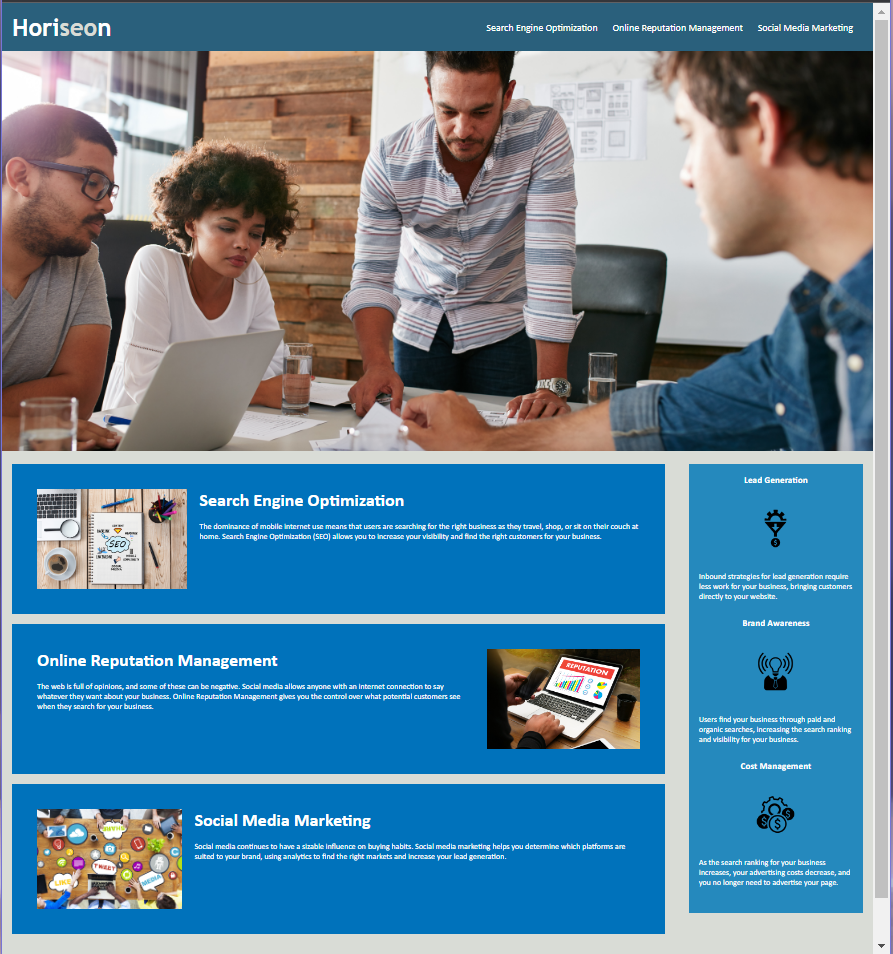 Horiseon
Search Engine Optimization Online Reputation Management Social Media Marketing
SEO
Search Engine Optimization
The dominance of mobile internet use means that users are searching for the right business as they travel, shop, or sit on their couch at
home. Search Engine Optimization (SEO) allows you to increase your visibility and find the right customers for your business.
Online Reputation Management
The web is full of opinions, and some of these can be negative. Social media allows anyone with an internet connection to say
whatever they want about your business. Online Reputation Management gives you the control over what potential customers see
when they search for your business.
REPUTATION
SHARE
TWEET
LIKE
MEDIA
Social Media Marketing
Social media continues to have a sizable influence on buying habits. Social media marketing helps you determine which platforms are
suited to your brand, using analytics to find the right markets and increase your lead generation.
Lead Generation
Inbound strategies for lead generation require
less work for your business, bringing customers
directly to your website.
Brand Awareness
Users find your business through paid and
organic searches, increasing the search ranking
and visibility for your business.
Cost Management
As the search ranking for your business
increases, your advertising costs decrease, and
you no longer need to advertise your page.